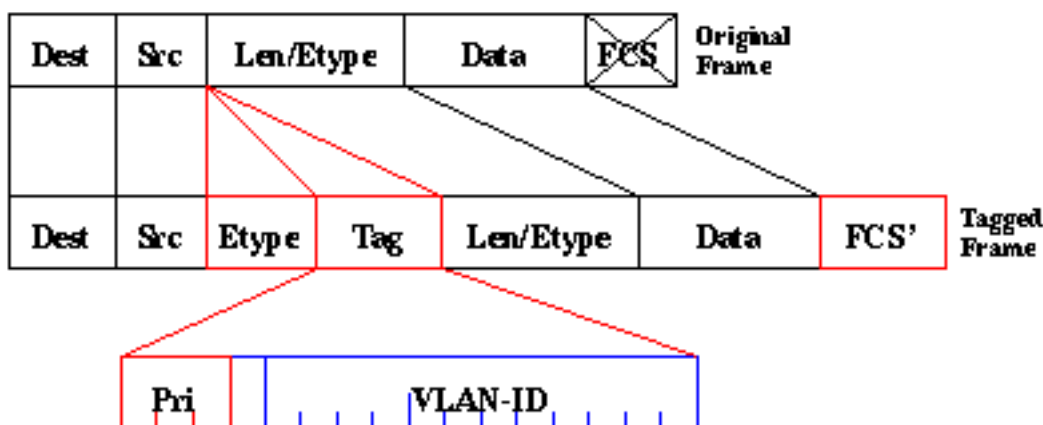 Dest Src Len/Etype Data FCS Original
Frame
Dest Src Etype Tag Len/Etype Data FCS' Tagged
Frame
Pri VLAN-ID